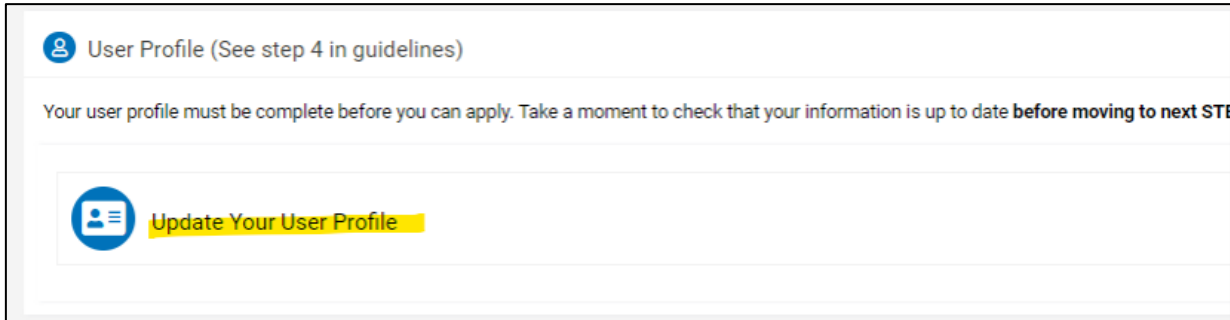 User Profile (See step 4 in guidelines)
Your user profile must be complete before you can apply. Take a moment to check that your information is up to date before moving to next
Update Your User Profile